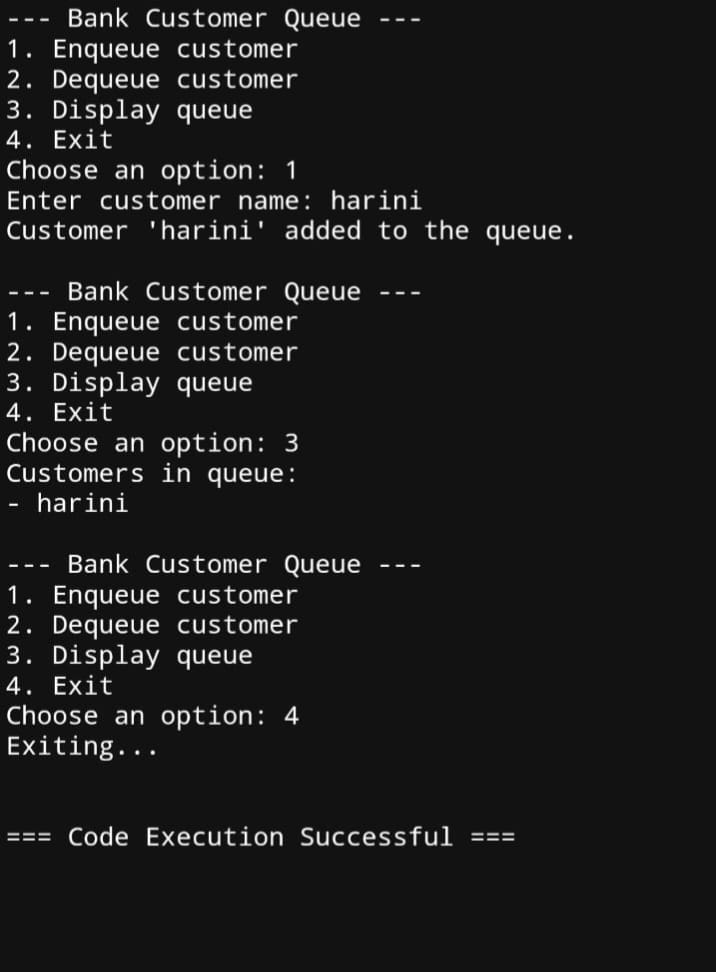 --- Bank Customer Queue ---
1. Enqueue customer
2. Dequeue customer
3. Display queue
4. Exit
Choose an option: 1
Enter customer name: harini
Customer 'harini' added to the queue.
--- Bank Customer Queue ---
1. Enqueue customer
2. Dequeue customer
3. Display queue
4. Exit
Choose an option: 3
Customers in queue:
- harini
--- Bank Customer Queue ---
1. Enqueue customer
2. Dequeue customer
3. Display queue
4. Exit
Choose an option: 4
Exiting...
=== Code Execution Successful ===